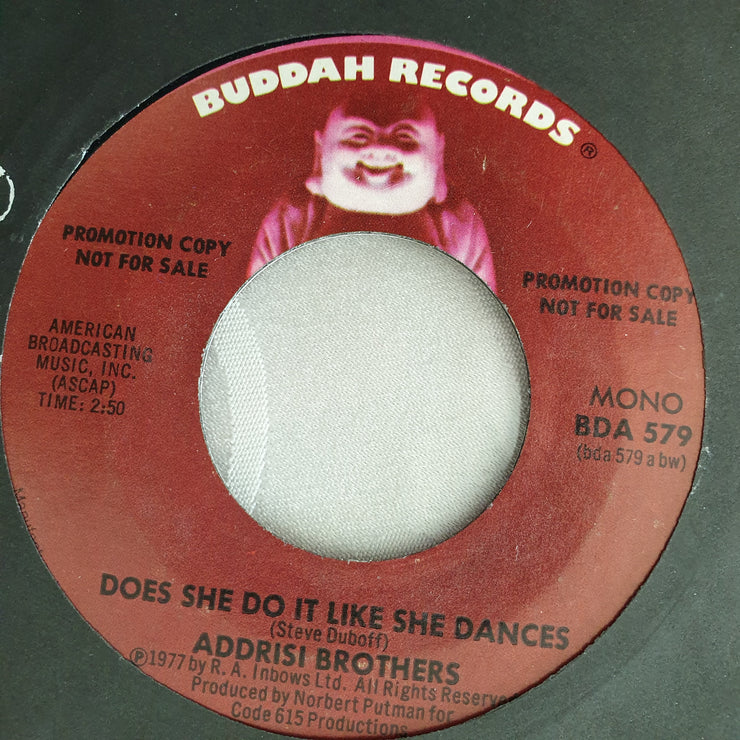 BUDDAH RECORDS®
PROMOTION COPY
NOT FOR SALE
PROMOTION COPY
NOT FOR SALE
AMERICAN
BROADCASTING
MUSIC, INC.
(ASCAP)
TIME: 2:50
MONO
BDA 579
(bda 579 a bw)
DOES SHE DO IT LIKE SHE DANCES
(Steve Duboff)
ADDRISI BROTHERS
℗1977 by R. A. Inbows Ltd. All Rights Reserve
Produced by Norbert Putman for
Code 615 Productions